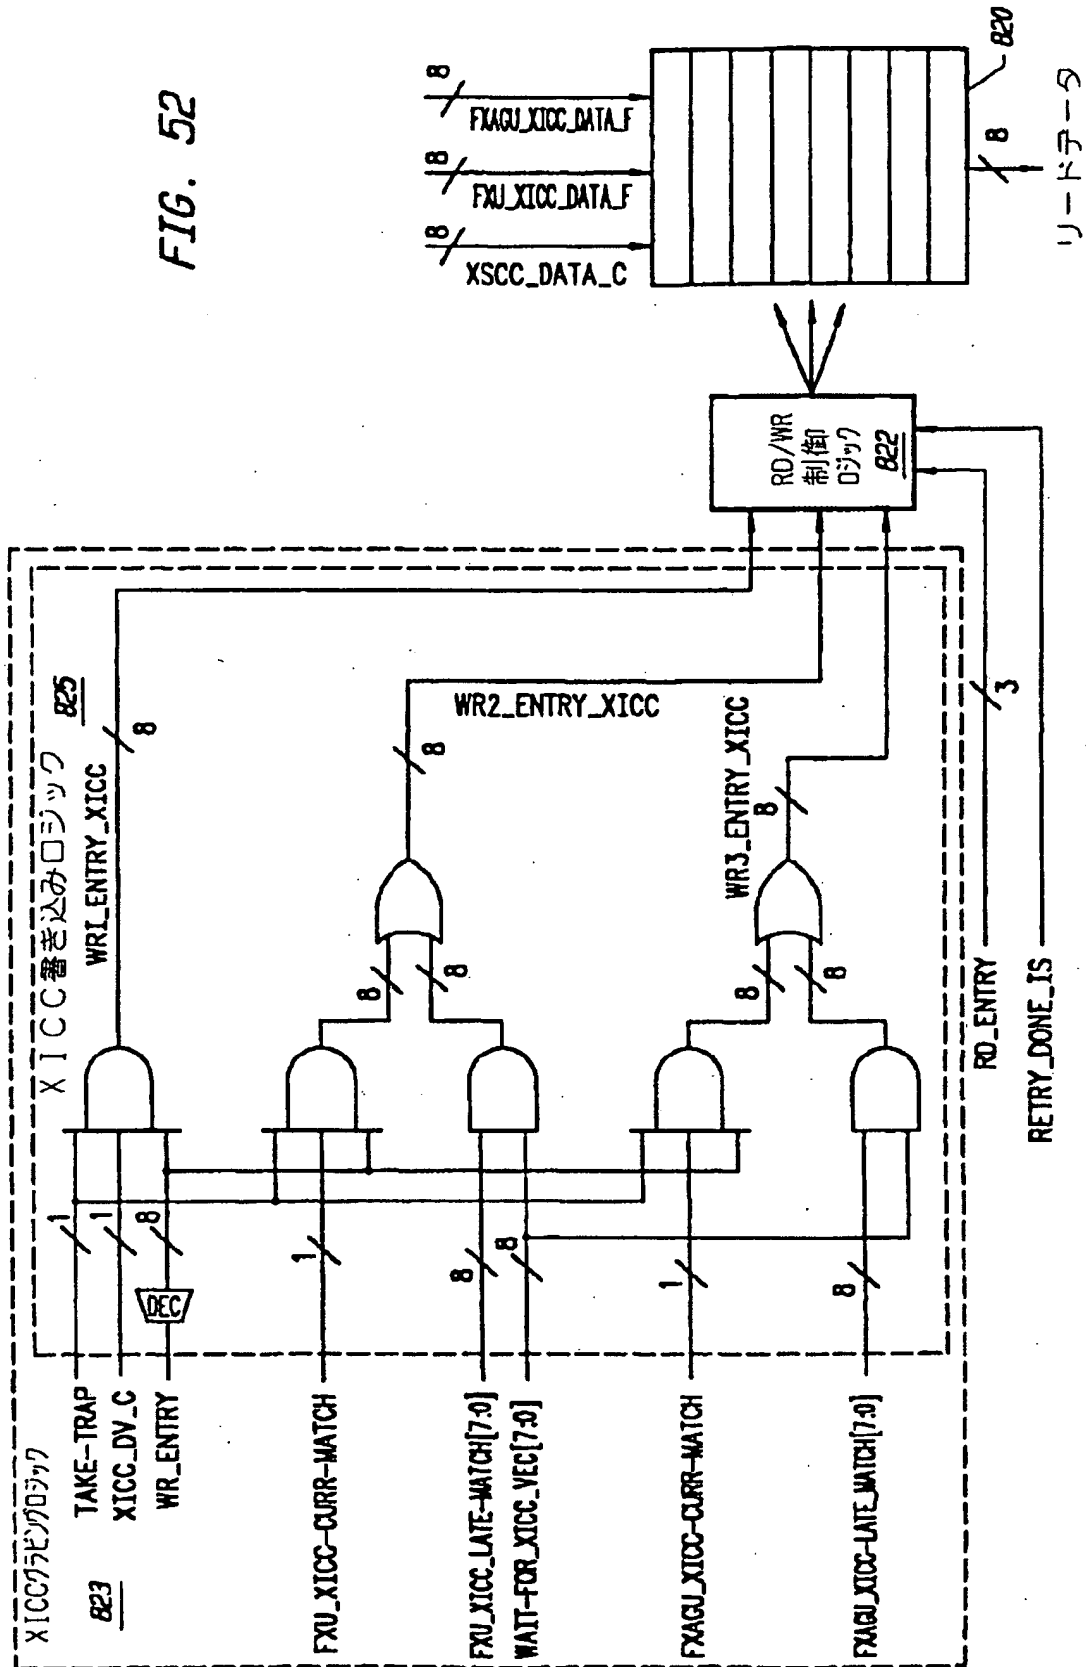 FIG. 52
XICCグラビングロジック
823
XICC書き込みロジック
825
TAKE-TRAP
XICC_DV_C
WR_ENTRY
FXU_XICC-CURR-MATCH
FXU_XICC_LATE-MATCH[7:0]
WAIT-FOR_XICC_VEC[7:0]
FXAGU_XICC-CURR-MATCH
FXAGU_XICC-LATE_MATCH[7:0]
1
1
8
DEC
1
8
8
1
8
WR1_ENTRY_XICC
8
8
8
8
WR2_ENTRY_XICC
8
8
8
WR3_ENTRY_XICC
RD_ENTRY
3
RETRY_DONE_IS
RD/WR
制御
ロジック
822
XSCC_DATA_C
8
FXU_XICC_DATA_F
8
FXAGU_XICC_DATA_F
8
820
8
リードデータ